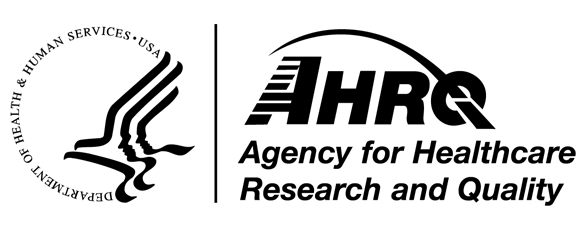 DEPARTMENT OF HEALTH & HUMAN SERVICES • USA
AHRQ
Agency for Healthcare
Research and Quality